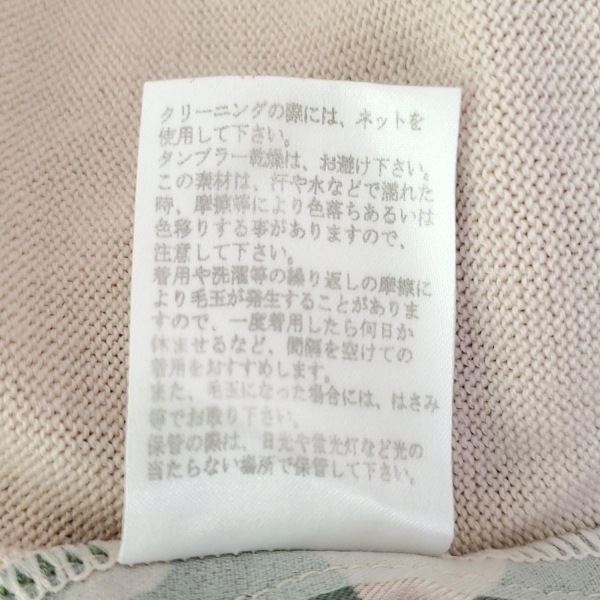 クリーニングの際には、ネットを
使用して下さい。
タンブラー乾燥は、お避け下さい。
この素材は、汗や水などで濡れた
時、摩擦等により色落ちあるいは
色移りする事がありますので、
注意して下さい。
着用や洗濯等の繰り返しの摩擦に
より毛玉が発生することがありま
すので、一度着用したら何日か
休ませるなど、間隔を空けての
着用をおすすめします。
また、毛玉になった場合には、はさみ
等でお取り下さい。
保管の際は、日光や蛍光灯など光の
当たらない場所で保管して下さい。